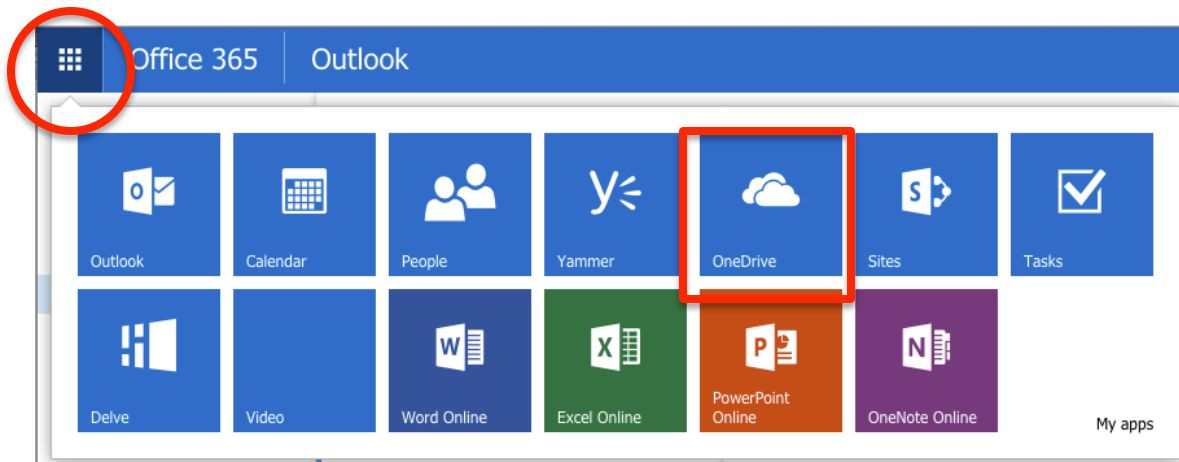 Office 365 Outlook
Outlook Calendar People Yammer OneDrive Sites Tasks
Delve Video Word Online Excel Online PowerPoint
Online OneNote Online
My apps